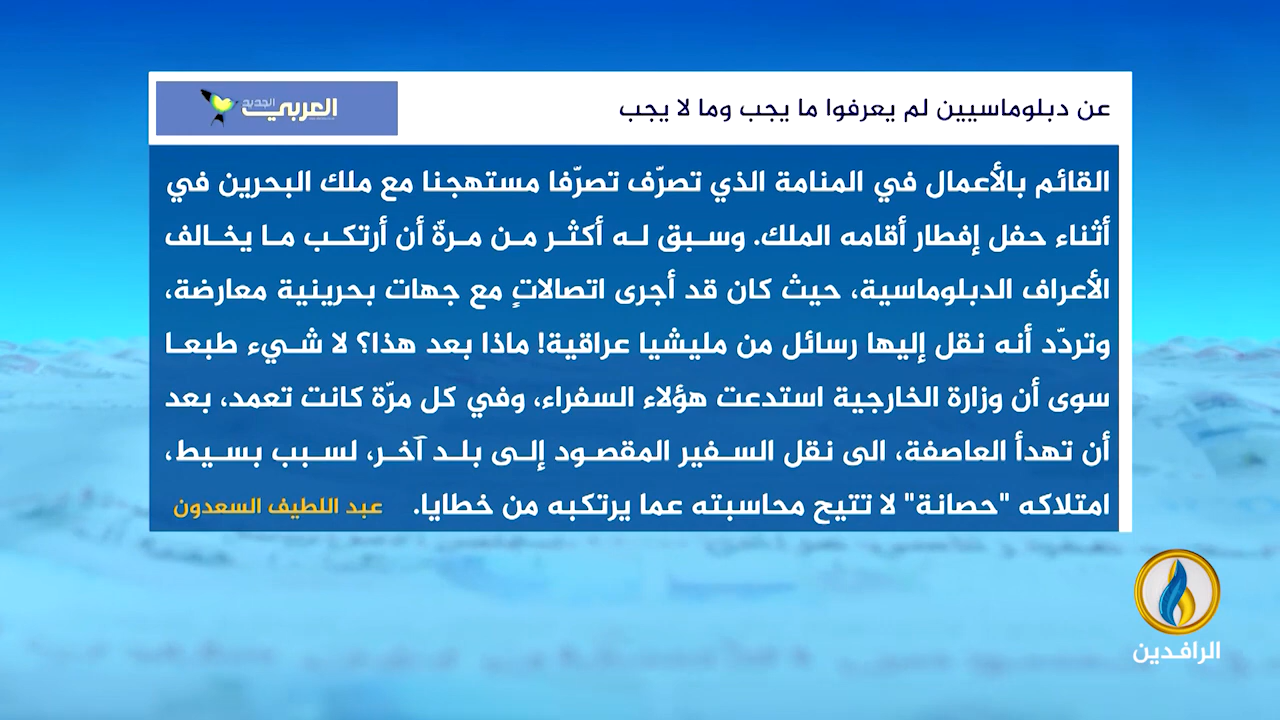 عن دبلوماسيين لم يعرفوا ما يجب وما لا يجب
العربي الجديد
القائم بالأعمال في المنامة الذي تصرّف تصرّفا مستهجنا مع ملك البحرين في
أثناء حفل إفطار أقامه الملك. وسبق له أكثر من مرّة أن أرتكب ما يخالف
الأعراف الدبلوماسية، حيث كان قد أجرى اتصالاتٍ مع جهات بحرينية معارضة،
وتردّد أنه نقل إليها رسائل من مليشيا عراقية! ماذا بعد هذا؟ لا شيء طبعا
سوى أن وزارة الخارجية استدعت هؤلاء السفراء، وفي كل مرّة كانت تعمد، بعد
أن تهدأ العاصفة، الى نقل السفير المقصود إلى بلد آخر، لسبب بسيط،
امتلاكه "حصانة" لا تتيح محاسبته عما يرتكبه من خطايا. عبد اللطيف السعدون
الرافدين